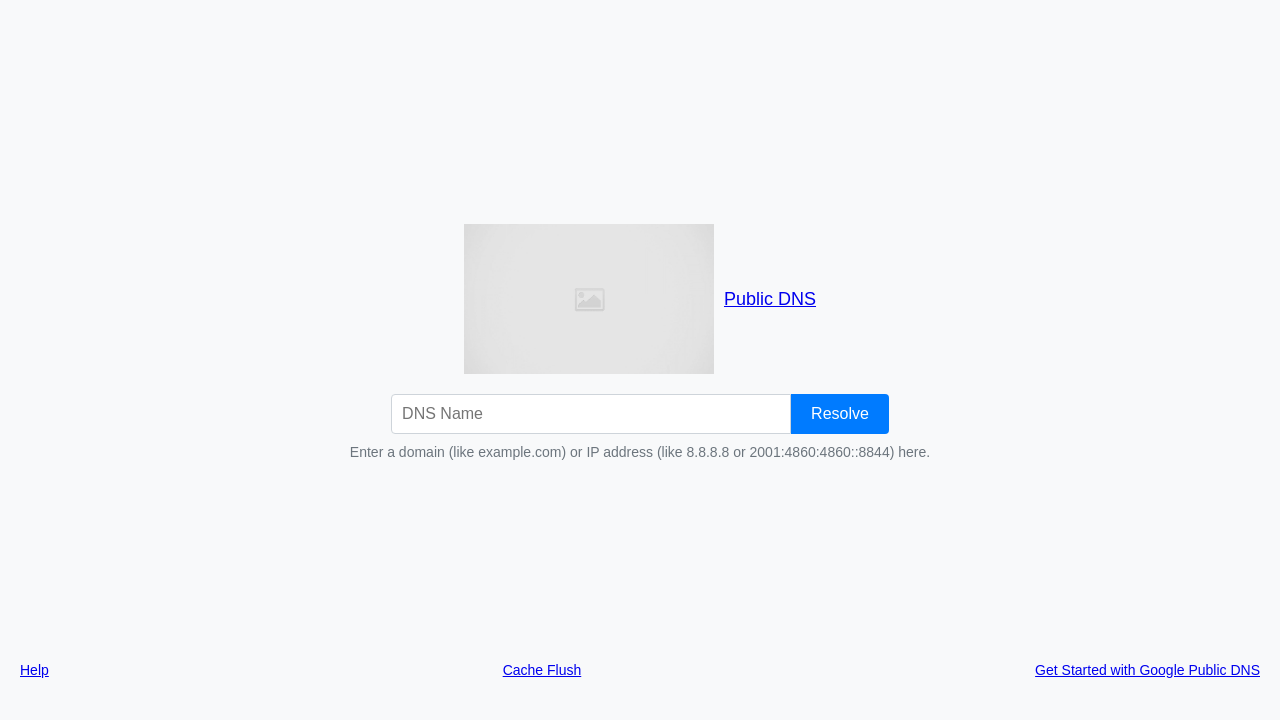 Public DNS
DNS Name
Resolve
Enter a domain (like example.com) or IP address (like 8.8.8.8 or 2001:4860:4860::8844) here.
Help
Cache Flush
Get Started with Google Public DNS